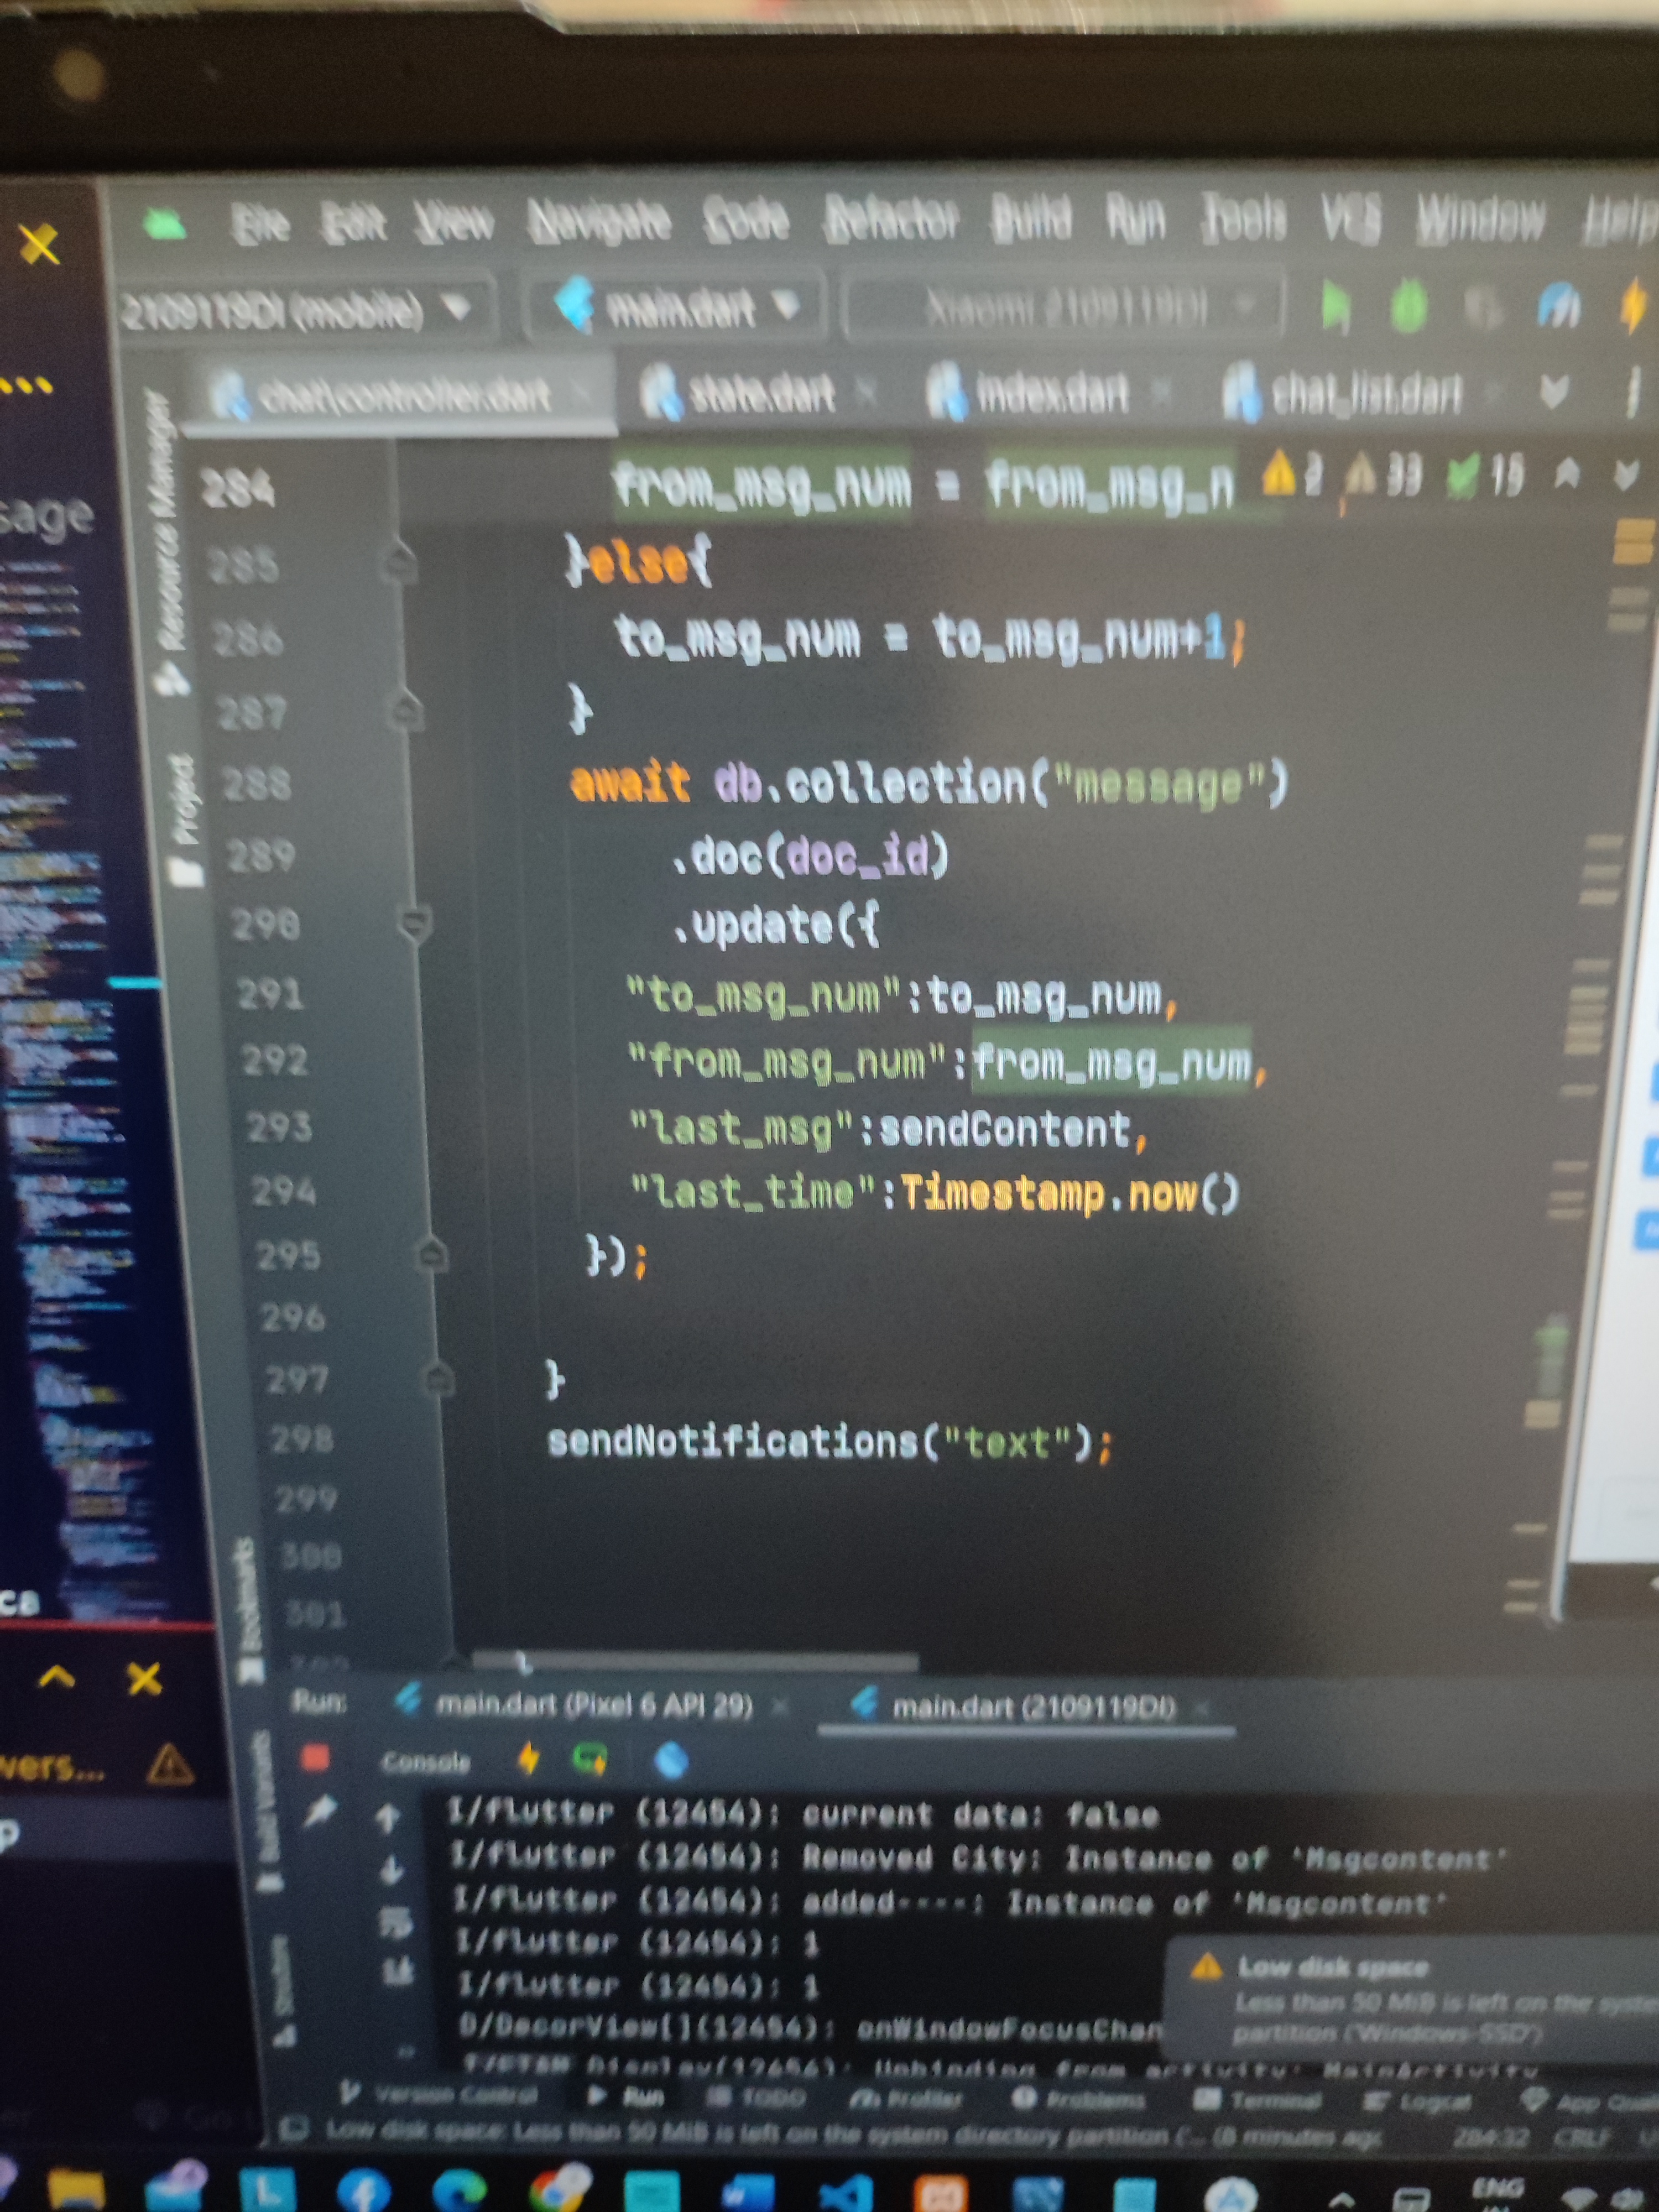 File Edit View Navigate Code Refactor Build Run Tools VCS Window Help
2109119DI (mobile) main.dart Xiaomi 2109119DI
chat\controller.dart state.dart index.dart chat_list.dart
sage
Resource Manager
Project
284 from_msg_num = from_msg_n 2 33 15
285 }else{
286 to_msg_num = to_msg_num+1;
287 }
288 await db.collection("message")
289 .doc(doc_id)
290 .update({
291 "to_msg_num":to_msg_num,
292 "from_msg_num":from_msg_num,
293 "last_msg":sendContent,
294 "last_time":Timestamp.now()
295 });
296
297 }
298 sendNotifications("text");
299
300
301
ca
Bookmarks
Build Variants
Structure
Run: main.dart (Pixel 6 API 29) main.dart (2109119DI)
vers...
Console
I/flutter (12454): current data: false
I/flutter (12454): Removed City: Instance of 'Msgcontent'
I/flutter (12454): added----: Instance of 'Msgcontent'
I/flutter (12454): 1
I/flutter (12454): 1
D/DecorView[](12454): onWindowFocusChan
Low disk space
Less than 50 MiB is left on the syste
partition ('Windows-SSD')
Version Control Run TODO Profiler Problems Terminal Logcat App Qual
Low disk space: Less than 50 MiB is left on the system directory partition (... (8 minutes ago 284:32 CRLF
ENG